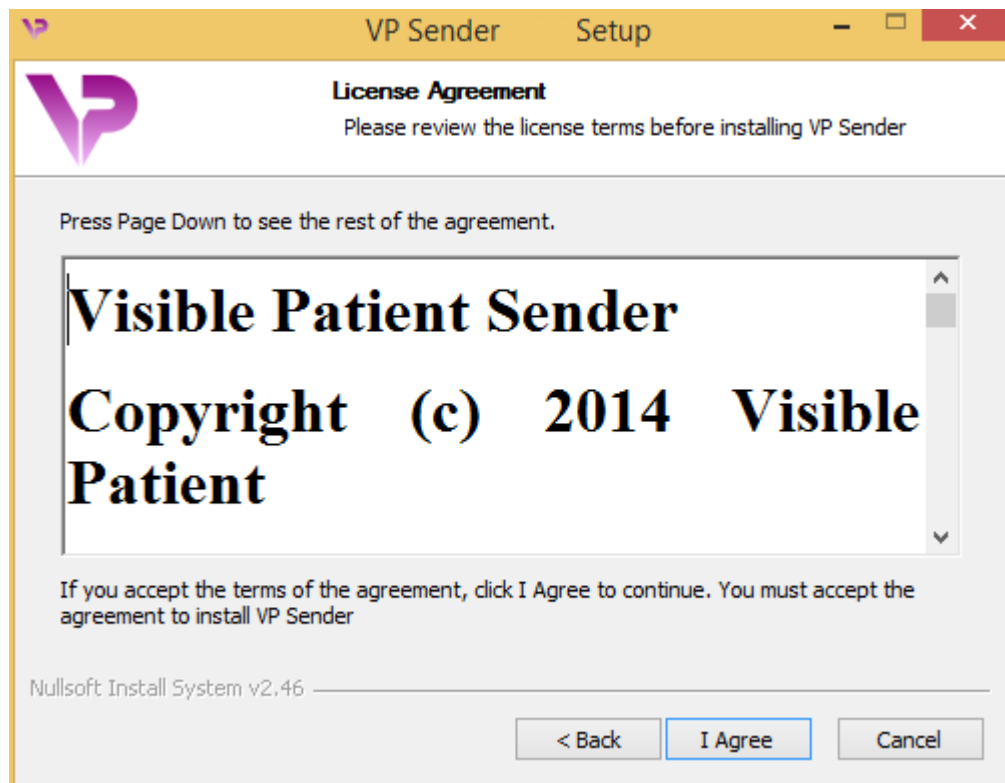 VP
VP Sender Setup
VP
License Agreement
Please review the license terms before installing VP Sender
Press Page Down to see the rest of the agreement.
Visible Patient Sender
Copyright (c) 2014 Visible
Patient
If you accept the terms of the agreement, click I Agree to continue. You must accept the
agreement to install VP Sender
Nullsoft Install System v2.46
< Back I Agree Cancel